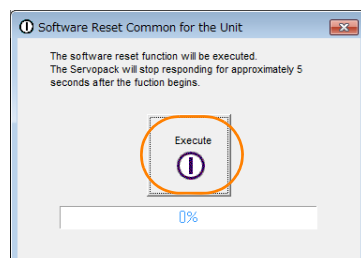 Software Reset Common for the Unit
The software reset function will be executed.
The Servopack will stop responding for approximately 5
seconds after the fuction begins.
Execute
0%